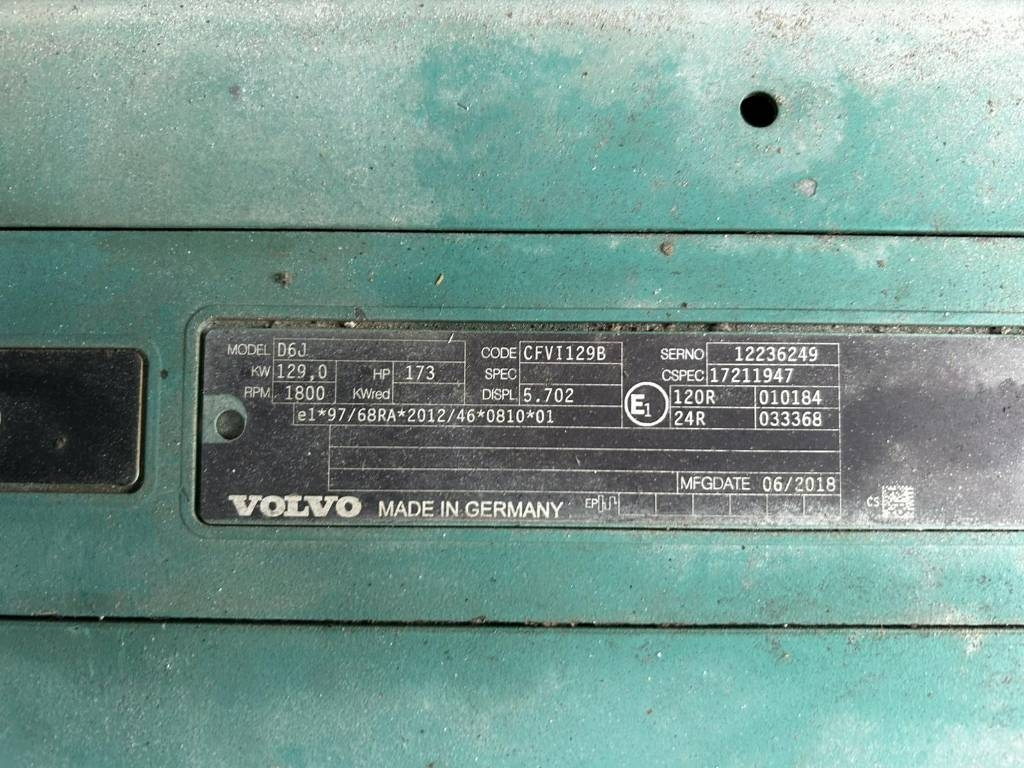 MODEL D6J CODE CFVI129B SERNO 12236249
KW 129,0 HP 173 SPEC CSPEC 17211947
RPM 1800 KWred DISPL 5.702 E1 120R 010184
e1*97/68RA*2012/46*0810*01 24R 033368
MFGDATE 06/2018
VOLVO MADE IN GERMANY EP CS